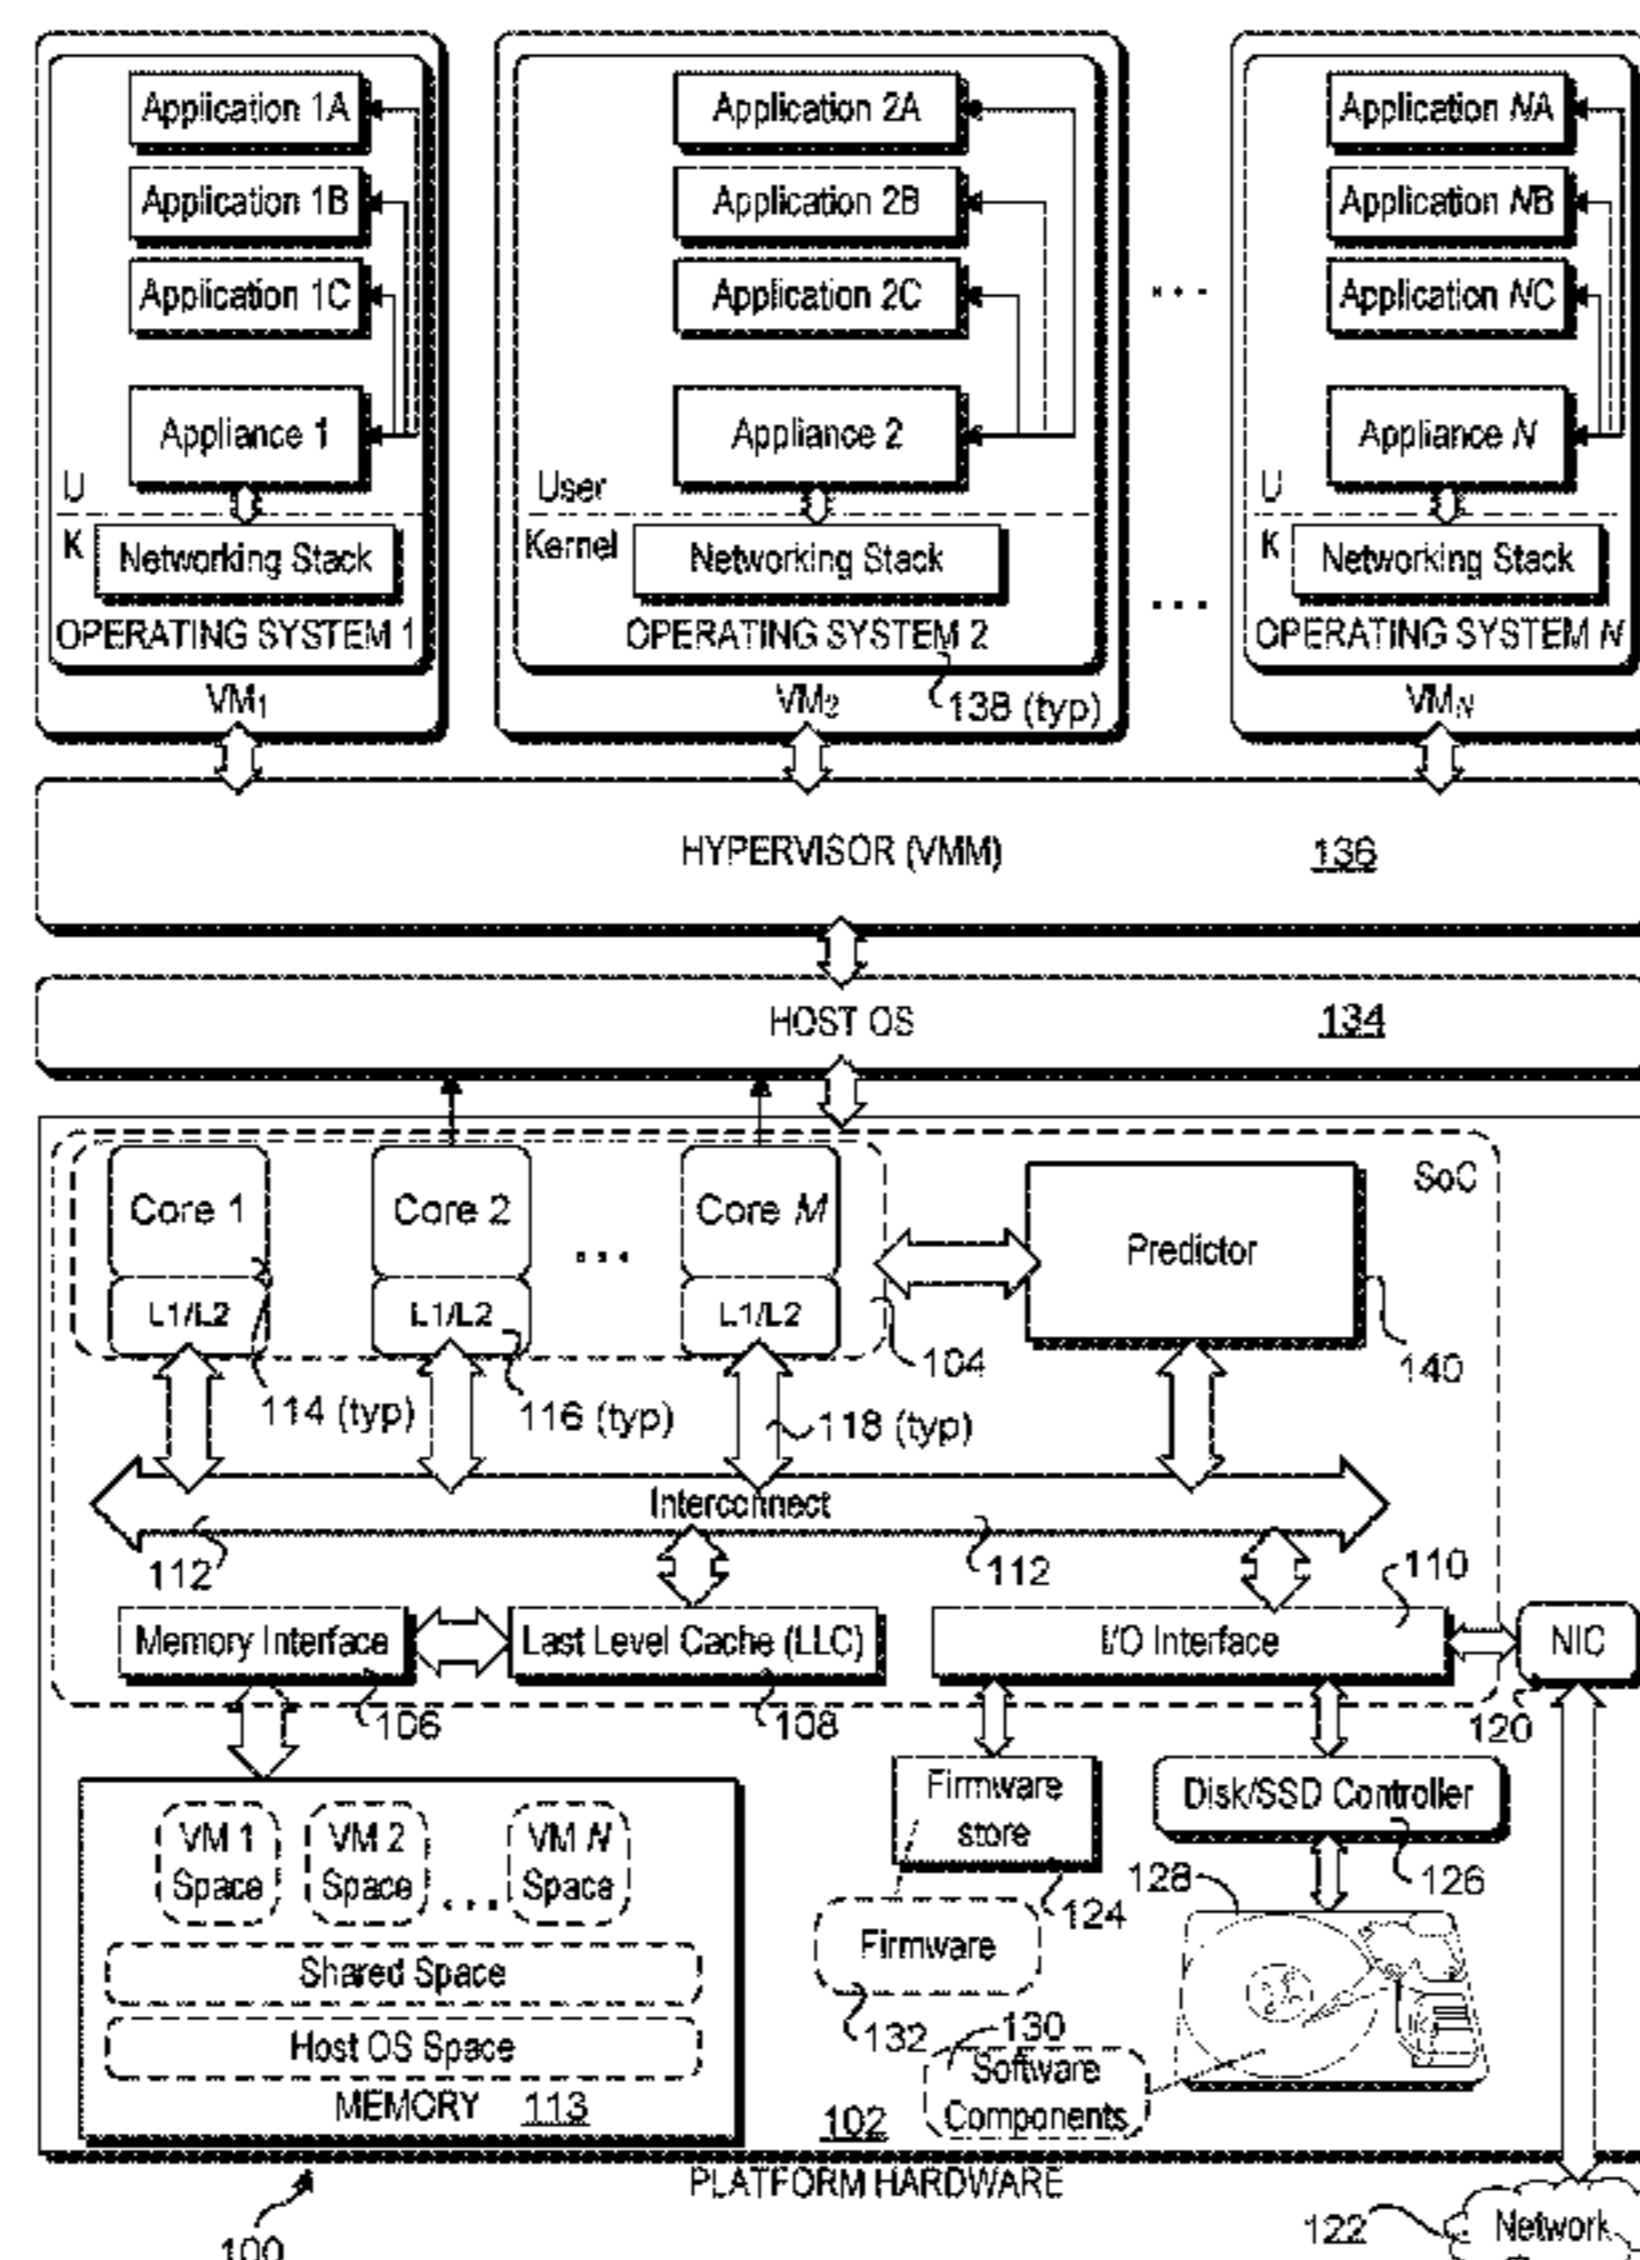 Application 1A
Application 1B
Application 1C
Appliance 1
U
K
Networking Stack
OPERATING SYSTEM 1
VM1
Application 2A
Application 2B
Application 2C
Appliance 2
User
Kernel
Networking Stack
OPERATING SYSTEM 2
VM2
138 (typ)
...
...
Application NA
Application NB
Application NC
Appliance N
U
K
Networking Stack
OPERATING SYSTEM N
VMN
HYPERVISOR (VMM)
136
HOST OS
134
SoC
Core 1
L1/L2
Core 2
L1/L2
...
Core M
L1/L2
Predictor
104
140
114 (typ)
116 (typ)
118 (typ)
Interconnect
112
112
110
Memory Interface
Last Level Cache (LLC)
I/O Interface
NIC
106
108
120
VM 1
Space
VM 2
Space
...
VM N
Space
Shared Space
Host OS Space
MEMORY 113
Firmware
store
124
Disk/SSD Controller
126
128
Firmware
132
130
Software
Components
102
PLATFORM HARDWARE
100
122
Network